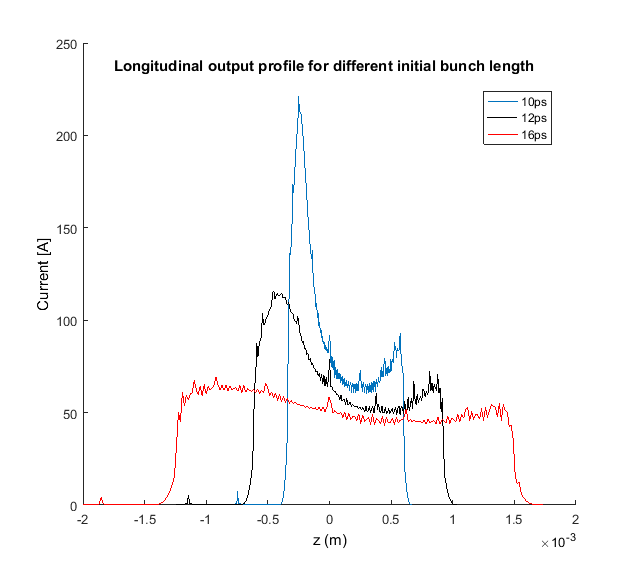 Longitudinal output profile for different initial bunch length
10ps
12ps
16ps
Current [A]
250
200
150
100
50
0
-2
-1.5
-1
-0.5
0
0.5
1
1.5
2
z (m)
×10⁻³